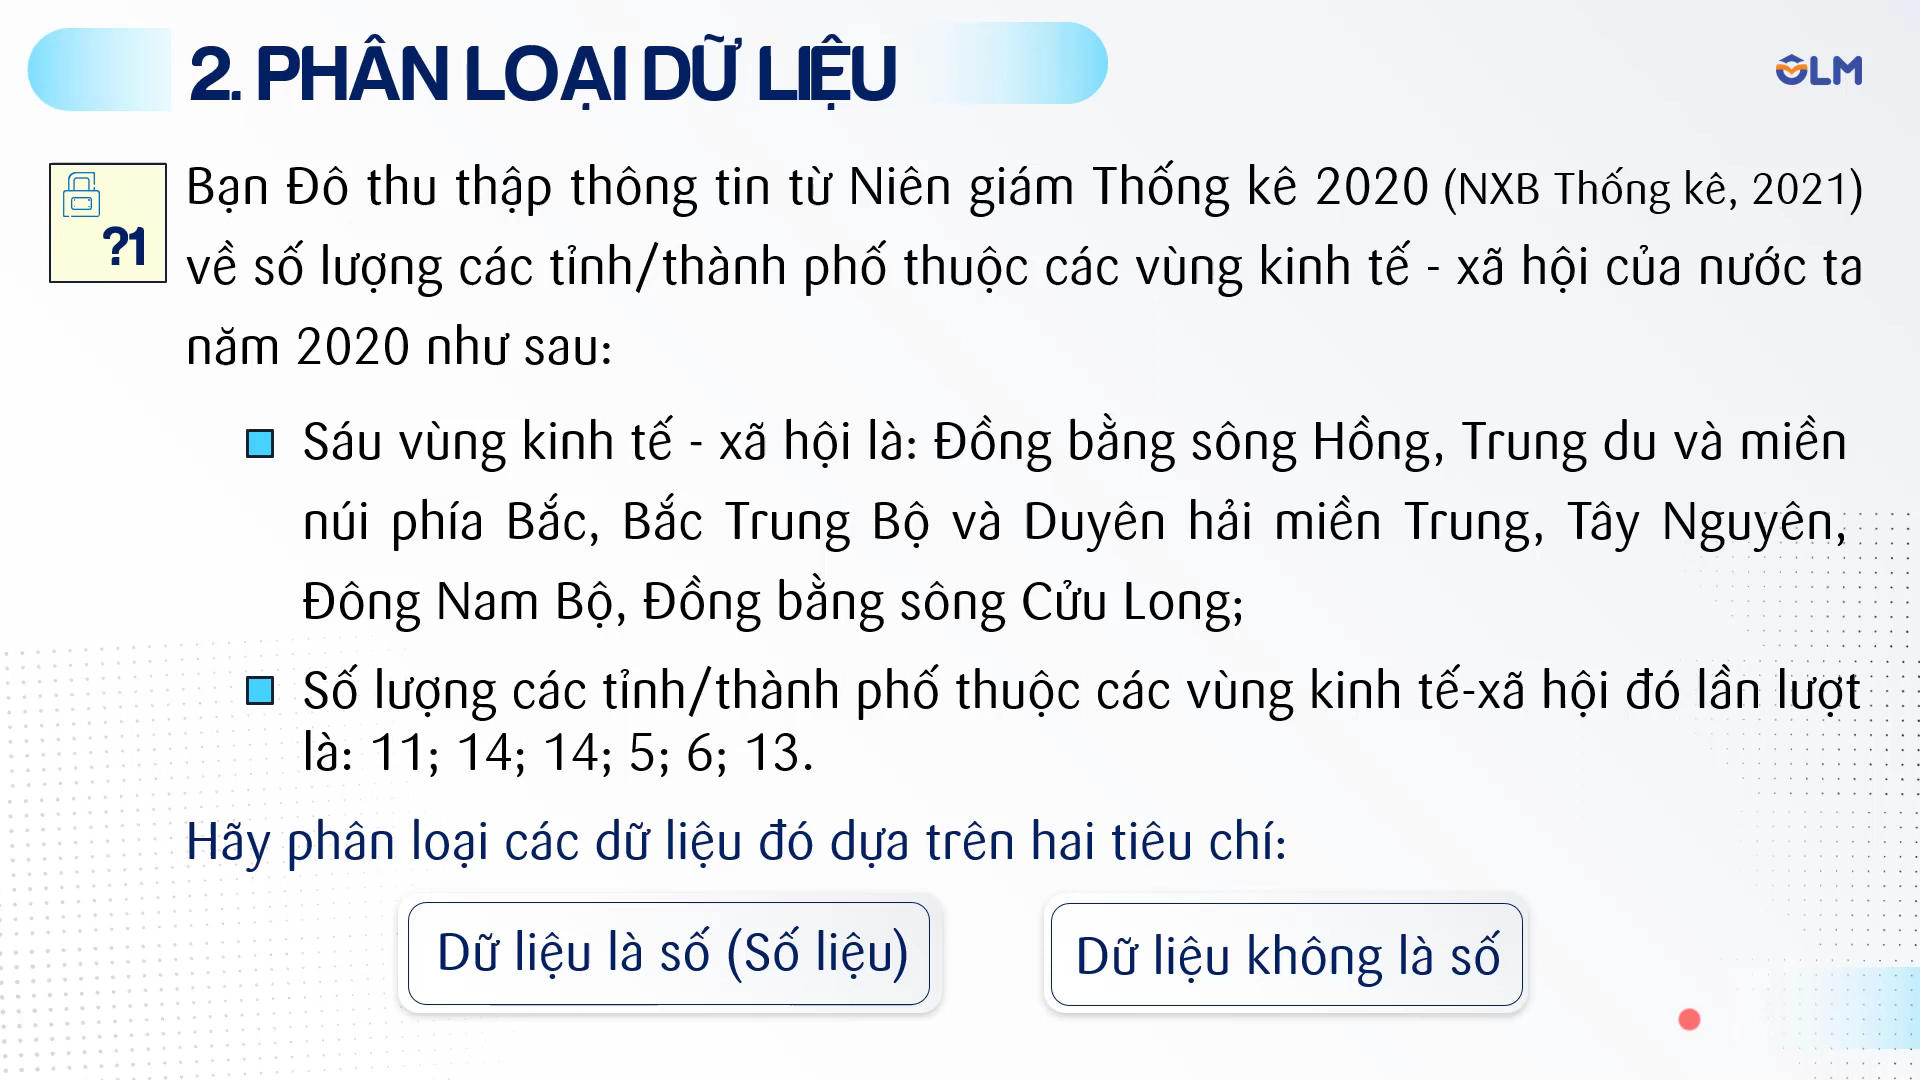 2. PHÂN LOẠI DỮ LIỆU
OLM
?1
Bạn Đô thu thập thông tin từ Niên giám Thống kê 2020 (NXB Thống kê, 2021)
về số lượng các tỉnh/thành phố thuộc các vùng kinh tế - xã hội của nước ta
năm 2020 như sau:
Sáu vùng kinh tế - xã hội là: Đồng bằng sông Hồng, Trung du và miền
núi phía Bắc, Bắc Trung Bộ và Duyên hải miền Trung, Tây Nguyên,
Đông Nam Bộ, Đồng bằng sông Cửu Long;
Số lượng các tỉnh/thành phố thuộc các vùng kinh tế-xã hội đó lần lượt
là: 11; 14; 14; 5; 6; 13.
Hãy phân loại các dữ liệu đó dựa trên hai tiêu chí:
Dữ liệu là số (Số liệu)
Dữ liệu không là số